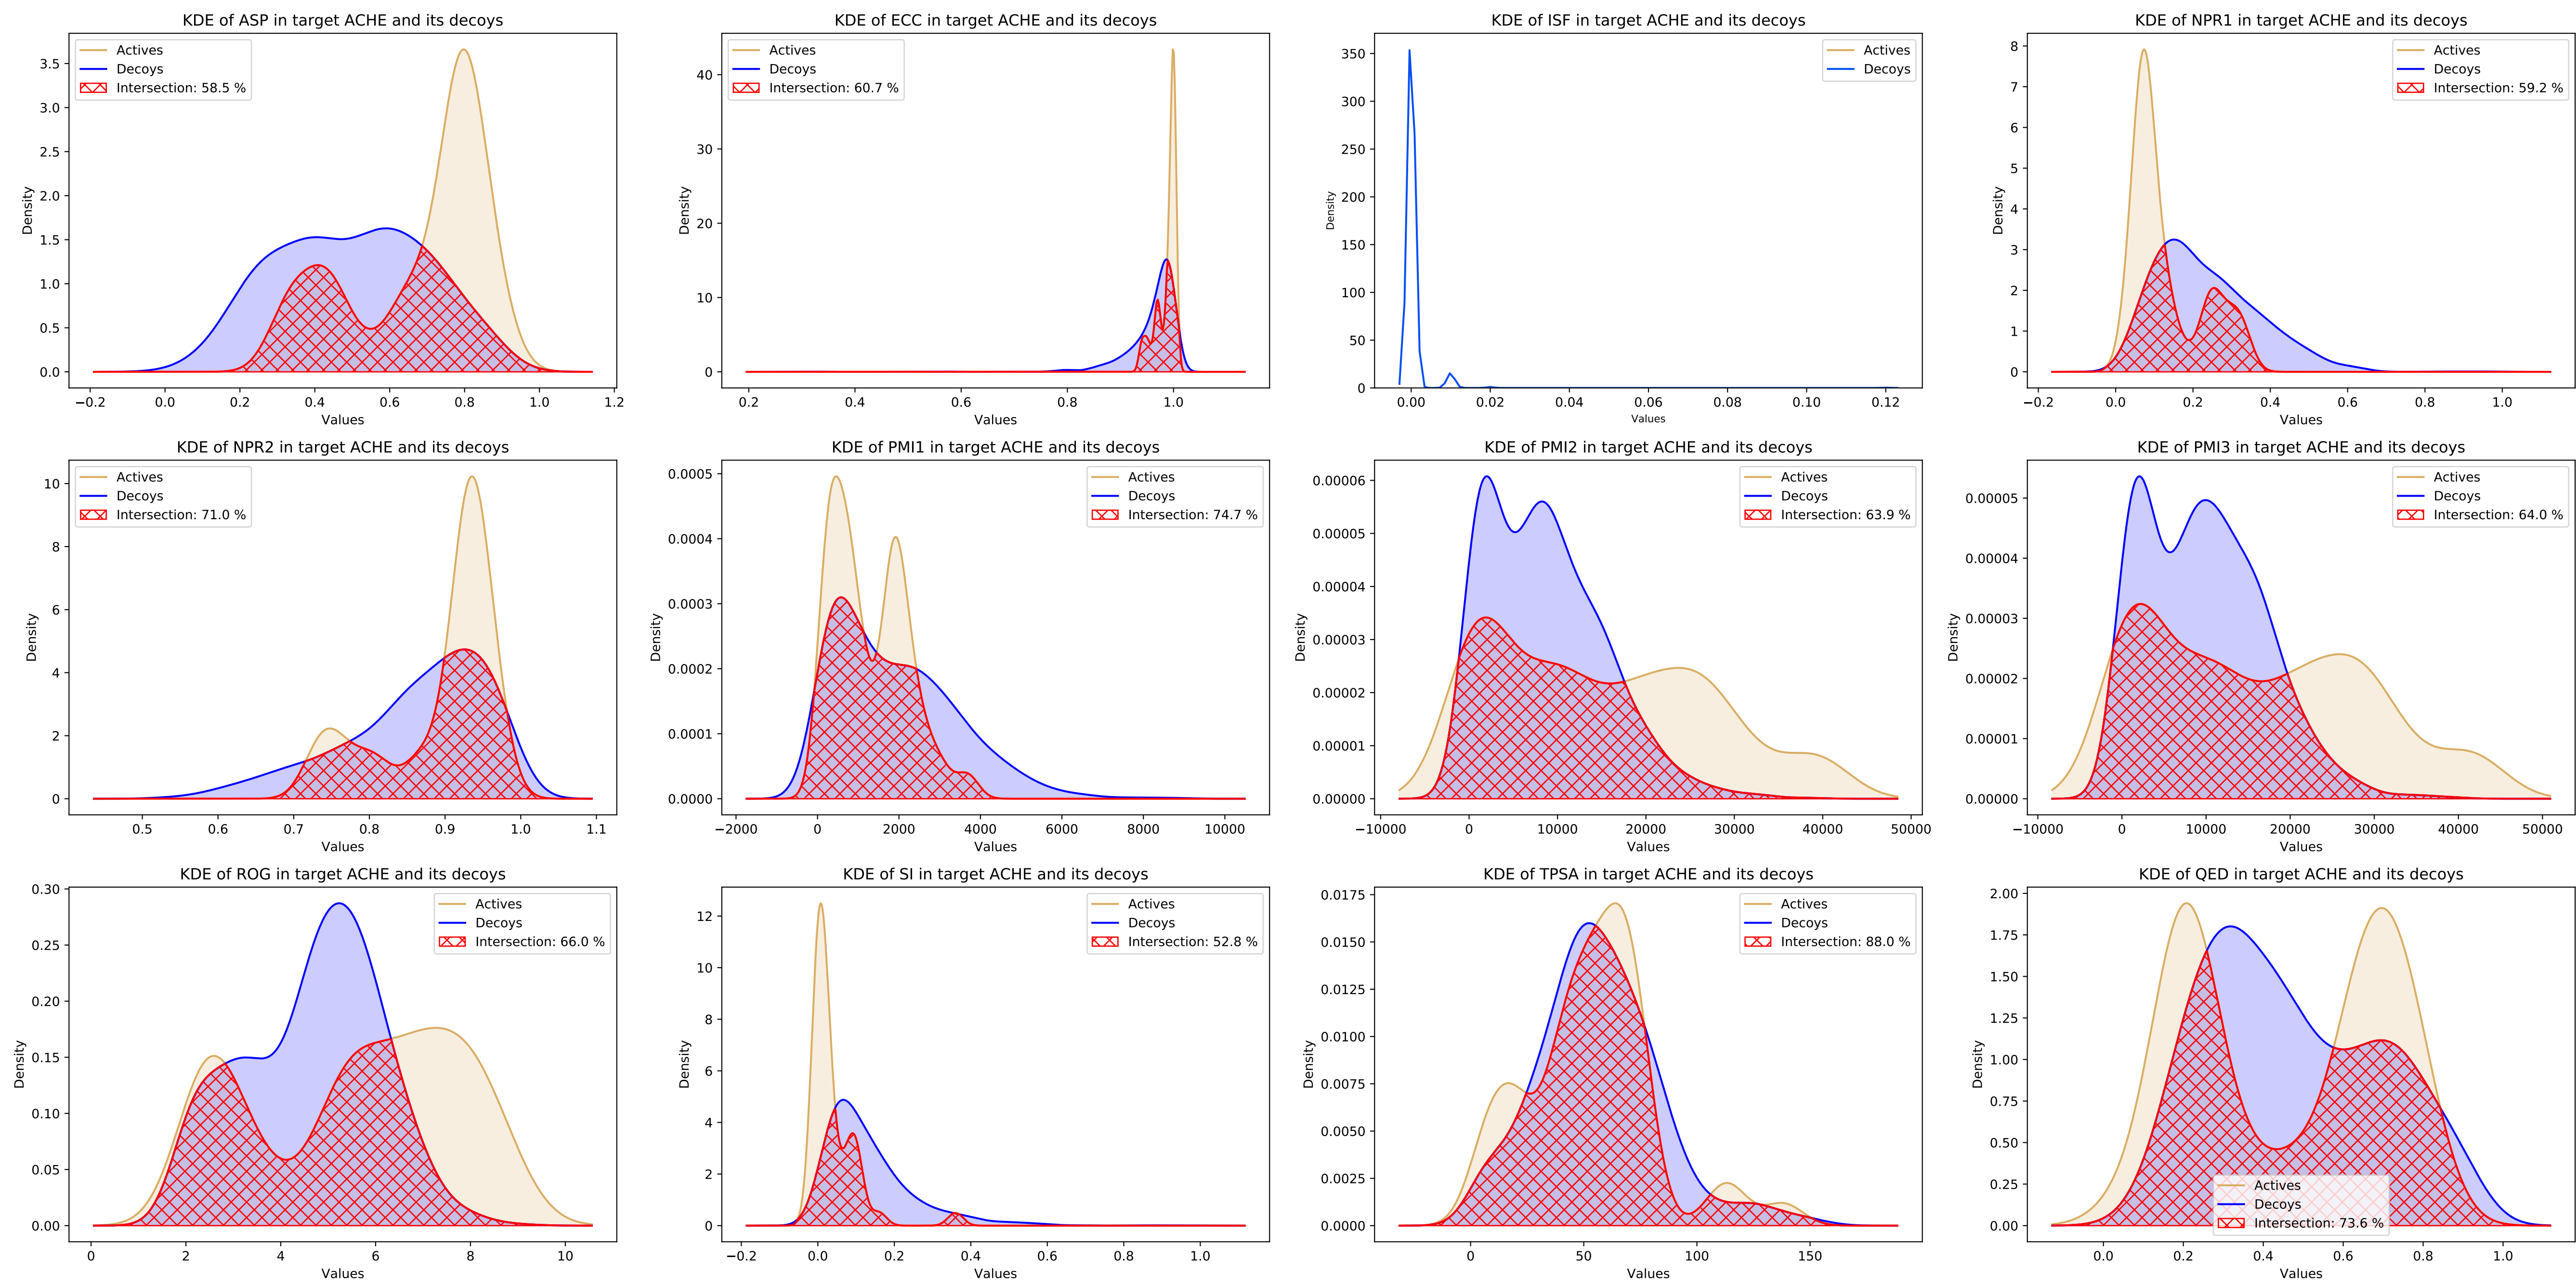 KDE of ASP in target ACHE and its decoys
Actives
Decoys
Intersection: 58.5 %
Density
3.5
3.0
2.5
2.0
1.5
1.0
0.5
0.0
−0.2 0.0 0.2 0.4 0.6 0.8 1.0 1.2
Values
KDE of ECC in target ACHE and its decoys
Actives
Decoys
Intersection: 60.7 %
Density
40
30
20
10
0
0.2 0.4 0.6 0.8 1.0
Values
KDE of ISF in target ACHE and its decoys
Actives
Decoys
Density
350
300
250
200
150
100
50
0
0.00 0.02 0.04 0.06 0.08 0.10 0.12
Values
KDE of NPR1 in target ACHE and its decoys
Actives
Decoys
Intersection: 59.2 %
Density
8
7
6
5
4
3
2
1
0
−0.2 0.0 0.2 0.4 0.6 0.8 1.0
Values
KDE of NPR2 in target ACHE and its decoys
Actives
Decoys
Intersection: 71.0 %
Density
10
8
6
4
2
0
0.5 0.6 0.7 0.8 0.9 1.0 1.1
Values
KDE of PMI1 in target ACHE and its decoys
Actives
Decoys
Intersection: 74.7 %
Density
0.0005
0.0004
0.0003
0.0002
0.0001
0.0000
−2000 0 2000 4000 6000 8000 10000
Values
KDE of PMI2 in target ACHE and its decoys
Actives
Decoys
Intersection: 63.9 %
Density
0.00006
0.00005
0.00004
0.00003
0.00002
0.00001
0.00000
−10000 0 10000 20000 30000 40000 50000
Values
KDE of PMI3 in target ACHE and its decoys
Actives
Decoys
Intersection: 64.0 %
Density
0.00005
0.00004
0.00003
0.00002
0.00001
0.00000
−10000 0 10000 20000 30000 40000 50000
Values
KDE of ROG in target ACHE and its decoys
Actives
Decoys
Intersection: 66.0 %
Density
0.30
0.25
0.20
0.15
0.10
0.05
0.00
0 2 4 6 8 10
Values
KDE of SI in target ACHE and its decoys
Actives
Decoys
Intersection: 52.8 %
Density
12
10
8
6
4
2
0
−0.2 0.0 0.2 0.4 0.6 0.8 1.0
Values
KDE of TPSA in target ACHE and its decoys
Actives
Decoys
Intersection: 88.0 %
Density
0.0175
0.0150
0.0125
0.0100
0.0075
0.0050
0.0025
0.0000
0 50 100 150
Values
KDE of QED in target ACHE and its decoys
Density
2.00
1.75
1.50
1.25
1.00
0.75
0.50
0.25
0.00
Actives
Decoys
Intersection: 73.6 %
0.0 0.2 0.4 0.6 0.8 1.0
Values